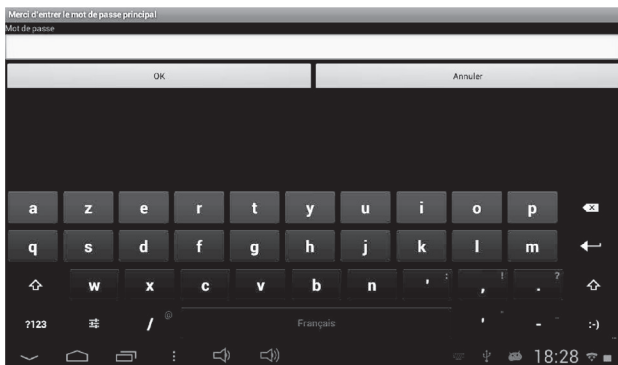 Merci d'entrer le mot de passe principal
Mot de passe
OK Annuler
a z e r t y u i o p
q s d f g h j k l m
w x c v b n ' : , ! . ?
?123 / @ Français ' - :-)
18:28